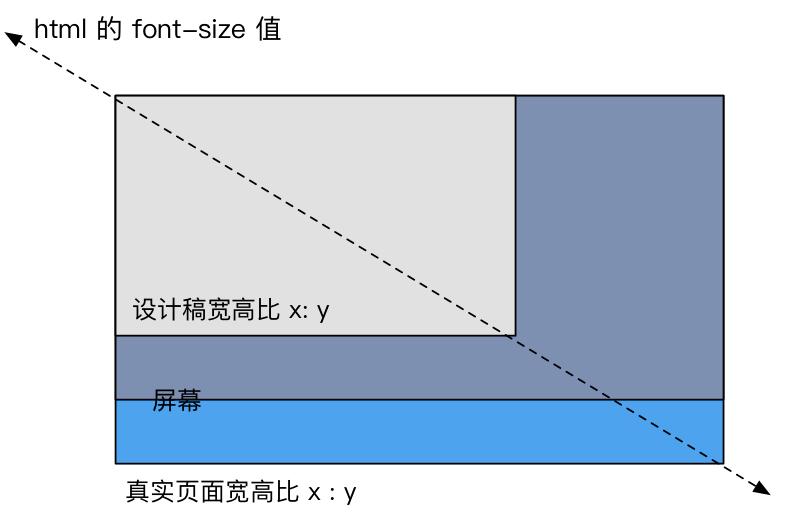 html 的 font-size 值
设计稿宽高比 x: y
屏幕
真实页面宽高比 x : y